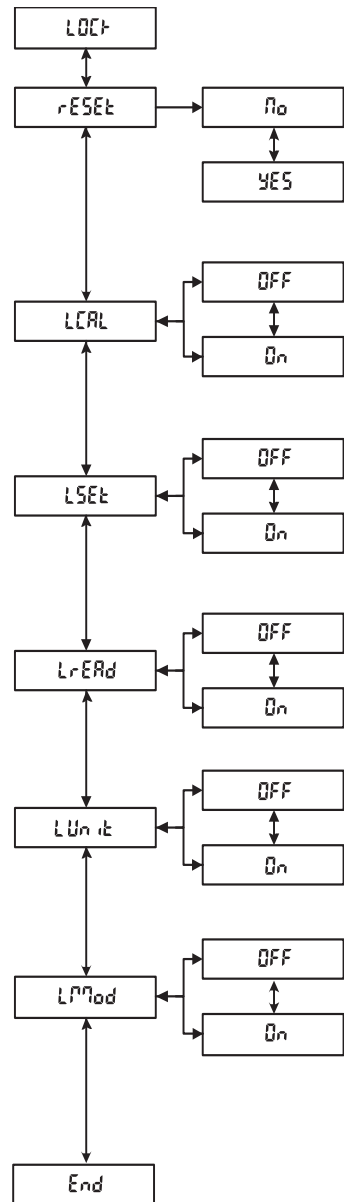 LOCK
rESEt
No
YES
LCAL
OFF
On
LSEt
OFF
On
LrEAd
OFF
On
LUnit
OFF
On
LMod
OFF
On
End